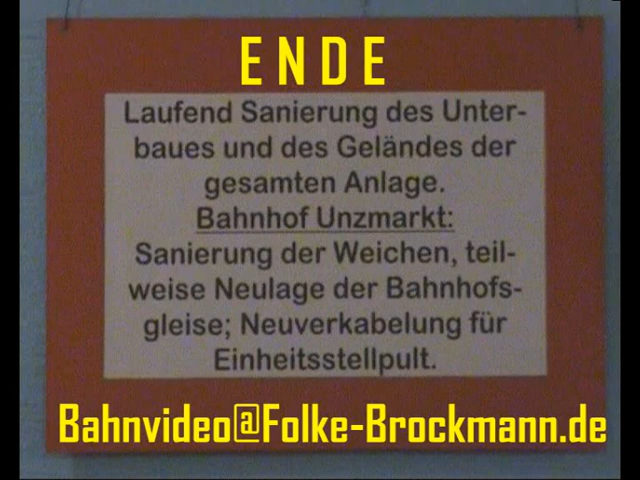 ENDE
Laufend Sanierung des Unter-
baues und des Geländes der
gesamten Anlage.
Bahnhof Unzmarkt:
Sanierung der Weichen, teil-
weise Neulage der Bahnhofs-
gleise; Neuverkabelung für
Einheitsstellpult.
Bahnvideo@Folke-Brockmann.de